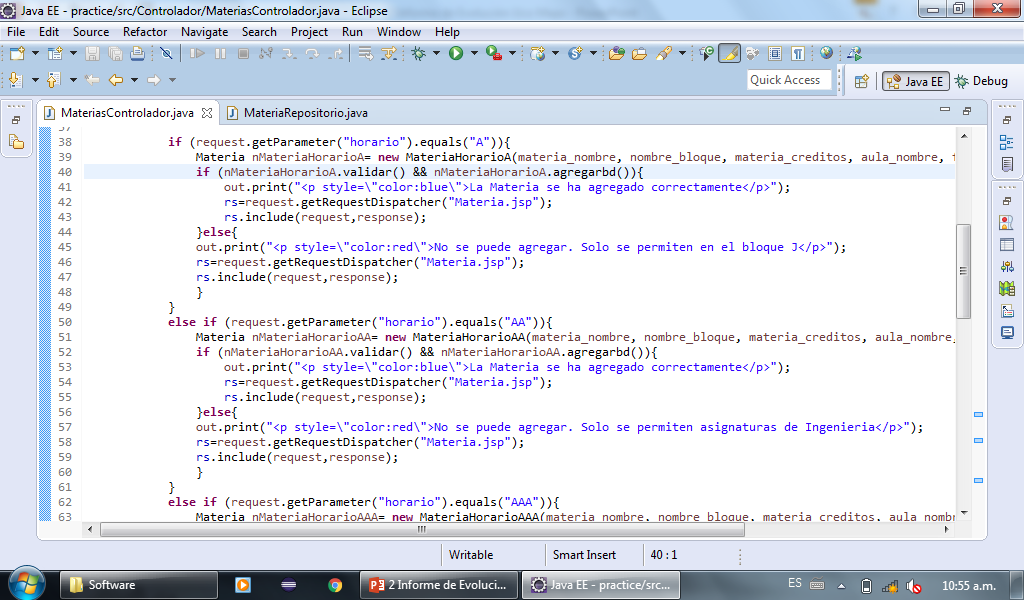 Java EE - practice/src/Controlador/MateriasControlador.java - Eclipse
File Edit Source Refactor Navigate Search Project Run Window Help
Quick Access Java EE Debug
MateriasControlador.java MateriaRepositorio.java
38 if (request.getParameter("horario").equals("A")){
39 Materia nMateriaHorarioA= new MateriaHorarioA(materia_nombre, nombre_bloque, materia_creditos, aula_nombre,
40 if (nMateriaHorarioA.validar() && nMateriaHorarioA.agregarbd()){
41 out.print("<p style=\"color:blue\">La Materia se ha agregado correctamente</p>");
42 rs=request.getRequestDispatcher("Materia.jsp");
43 rs.include(request,response);
44 }else{
45 out.print("<p style=\"color:red\">No se puede agregar. Solo se permiten en el bloque J</p>");
46 rs=request.getRequestDispatcher("Materia.jsp");
47 rs.include(request,response);
48 }
49 }
50 else if (request.getParameter("horario").equals("AA")){
51 Materia nMateriaHorarioAA= new MateriaHorarioAA(materia_nombre, nombre_bloque, materia_creditos, aula_nombre,
52 if (nMateriaHorarioAA.validar() && nMateriaHorarioAA.agregarbd()){
53 out.print("<p style=\"color:blue\">La Materia se ha agregado correctamente</p>");
54 rs=request.getRequestDispatcher("Materia.jsp");
55 rs.include(request,response);
56 }else{
57 out.print("<p style=\"color:red\">No se puede agregar. Solo se permiten asignaturas de Ingenieria</p>");
58 rs=request.getRequestDispatcher("Materia.jsp");
59 rs.include(request,response);
60 }
61 }
62 else if (request.getParameter("horario").equals("AAA")){
63 Materia nMateriaHorarioAAA= new MateriaHorarioAAA(materia_nombre, nombre_bloque, materia_creditos, aula_nomb
Writable Smart Insert 40 : 1
Software 2 Informe de Evoluci... Java EE - practice/src... ES 10:55 a.m.